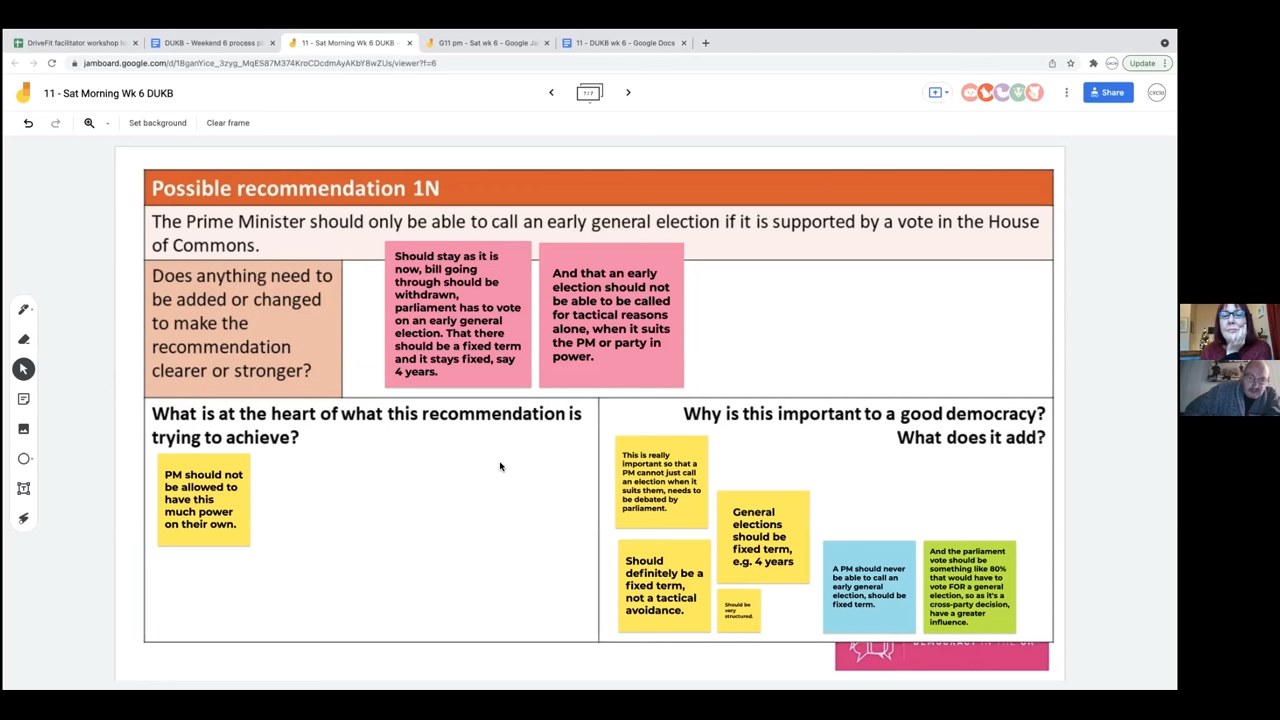 DriveFit facilitator workshop
DUKB - Weekend 6 process
11 - Sat Morning Wk 6 DUKB
G11 pm - Sat wk 6 - Google
11 - DUKB wk 6 - Google Docs
jamboard.google.com/d/1BganYice_3zyg_MqES87M374KroCDcdmAyAKbY8wZUs/viewer?f=6
Update
11 - Sat Morning Wk 6 DUKB
7/7
Share
circle
Set background
Clear frame
Possible recommendation 1N
The Prime Minister should only be able to call an early general election if it is supported by a vote in the House
of Commons.
Does anything need to
be added or changed
to make the
recommendation
clearer or stronger?
Should stay as it is
now, bill going
through should be
withdrawn,
parliament has to vote
on an early general
election. That there
should be a fixed term
and it stays fixed, say
4 years.
And that an early
election should not
be able to be called
for tactical reasons
alone, when it suits
the PM or party in
power.
What is at the heart of what this recommendation is
trying to achieve?
PM should not
be allowed to
have this
much power
on their own.
Why is this important to a good democracy?
What does it add?
This is really
important so that a
PM cannot just call
an election when it
suits them, needs to
be debated by
parliament.
General
elections
should be
fixed term,
e.g. 4 years
Should
definitely be a
fixed term,
not a tactical
avoidance.
Should be
very
structured.
A PM should never
be able to call an
early general
election, should be
fixed term.
And the parliament
vote should be
something like 80%
that would have to
vote FOR a general
election, so as it's a
cross-party decision,
have a greater
influence.